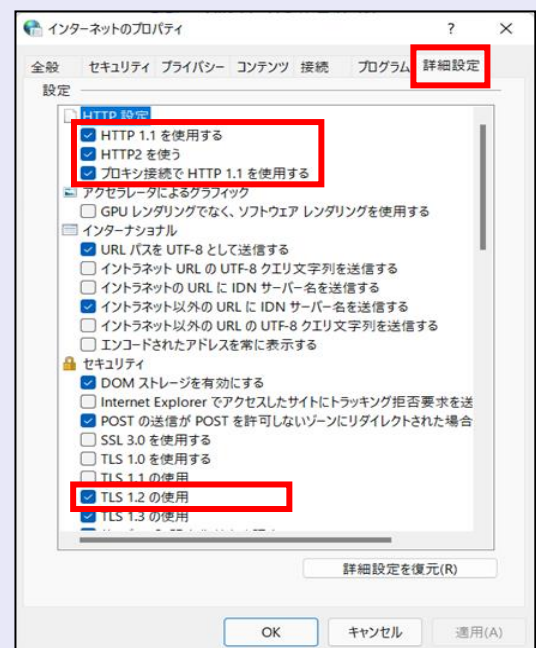 インターネットのプロパティ ? ×
全般 セキュリティ プライバシー コンテンツ 接続 プログラム 詳細設定
設定
HTTP 設定
HTTP 1.1 を使用する
HTTP2 を使う
プロキシ接続で HTTP 1.1 を使用する
アクセラレータによるグラフィック
GPU レンダリングでなく、ソフトウェア レンダリングを使用する
インターナショナル
URL パスを UTF-8 として送信する
イントラネット URL の UTF-8 クエリ文字列を送信する
イントラネットの URL に IDN サーバー名を送信する
イントラネット以外の URL に IDN サーバー名を送信する
イントラネット以外の URL の UTF-8 クエリ文字列を送信する
エンコードされたアドレスを常に表示する
セキュリティ
DOM ストレージを有効にする
Internet Explorer でアクセスしたサイトにトラッキング拒否要求を送
POST の送信が POST を許可しないゾーンにリダイレクトされた場合
SSL 3.0 を使用する
TLS 1.0 を使用する
TLS 1.1 の使用
TLS 1.2 の使用
TLS 1.3 の使用
詳細設定を復元(R)
OK キャンセル 適用(A)